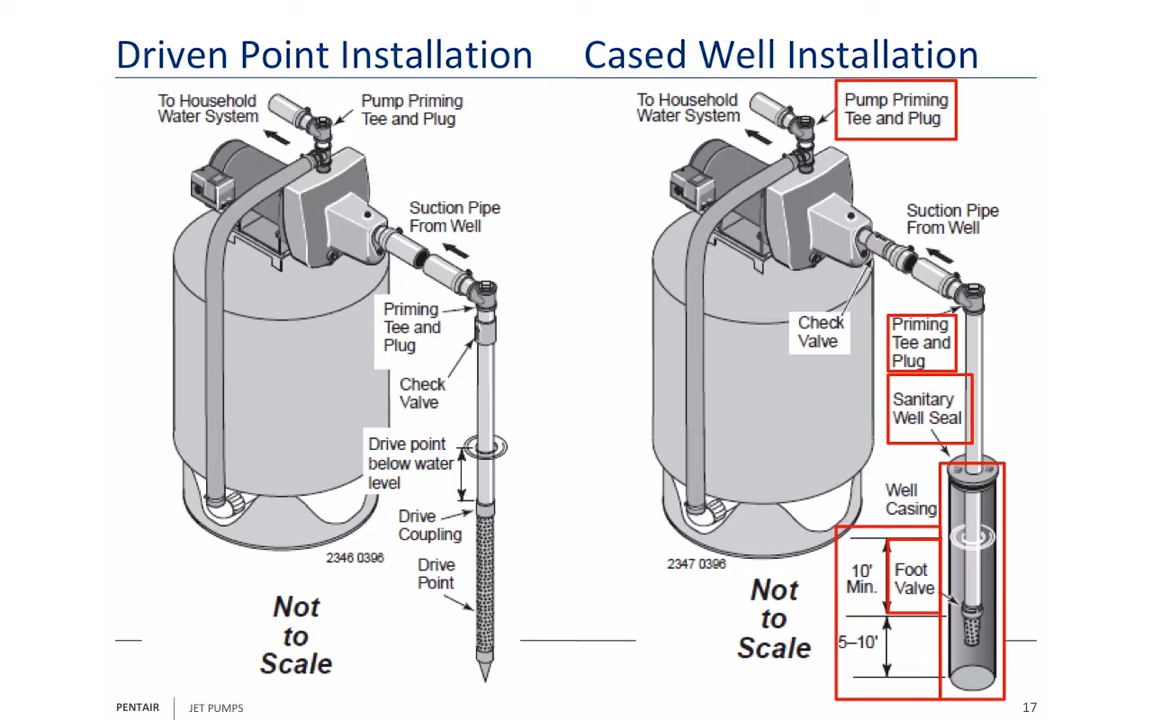 Driven Point Installation
To Household
Water System
Pump Priming
Tee and Plug
Suction Pipe
From Well
Priming
Tee and
Plug
Check
Valve
Drive point
below water
level
Drive
Coupling
2346 0396
Drive
Point
Not
to
Scale
Cased Well Installation
To Household
Water System
Pump Priming
Tee and Plug
Suction Pipe
From Well
Check
Valve
Priming
Tee and
Plug
Sanitary
Well Seal
Well
Casing
2347 0396
10'
Min.
Foot
Valve
5–10'
Not
to
Scale
PENTAIR
JET PUMPS
17